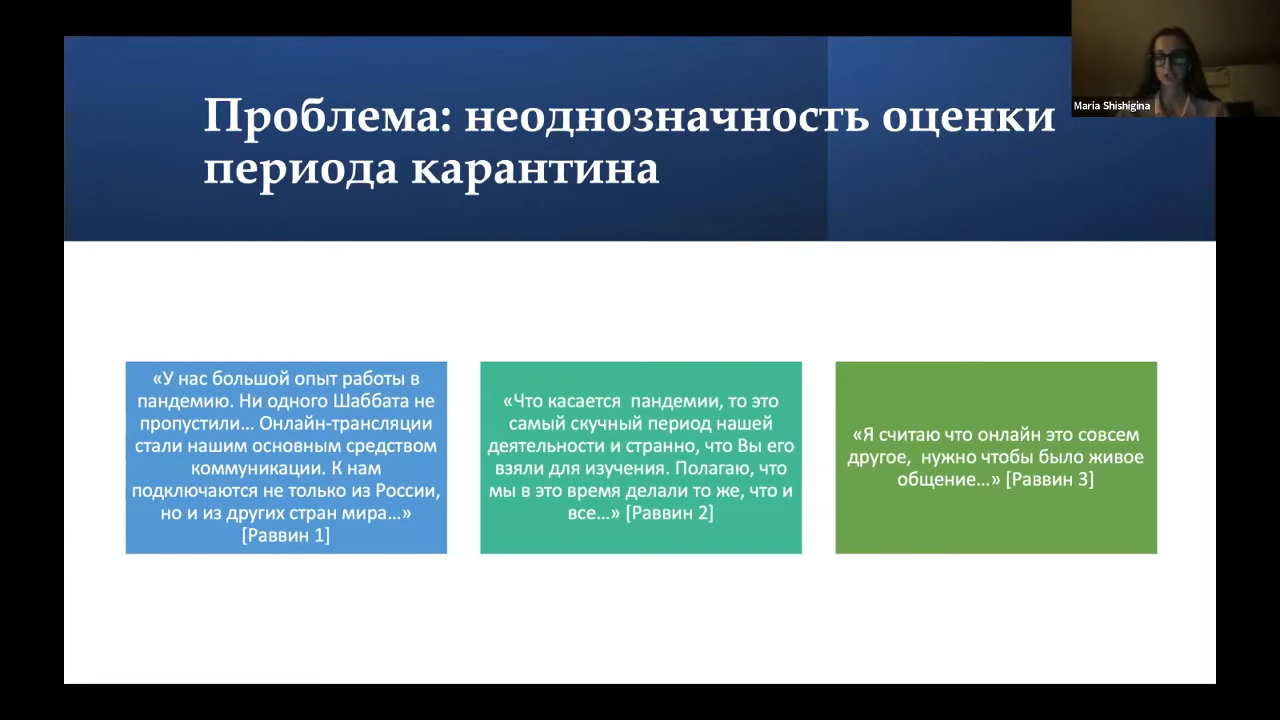 Проблема: неоднозначность оценки
периода карантина
Maria Shishigina
«У нас большой опыт работы в
пандемию. Ни одного Шаббата не
пропустили… Онлайн-трансляции
стали нашим основным средством
коммуникации. К нам
подключаются не только из России,
но и из других стран мира…»
[Раввин 1]
«Что касается  пандемии, то это
самый скучный период нашей
деятельности и странно, что Вы его
взяли для изучения. Полагаю, что
мы в это время делали то же, что и
все…» [Раввин 2]
«Я считаю что онлайн это совсем
другое,  нужно чтобы было живое
общение…» [Раввин 3]